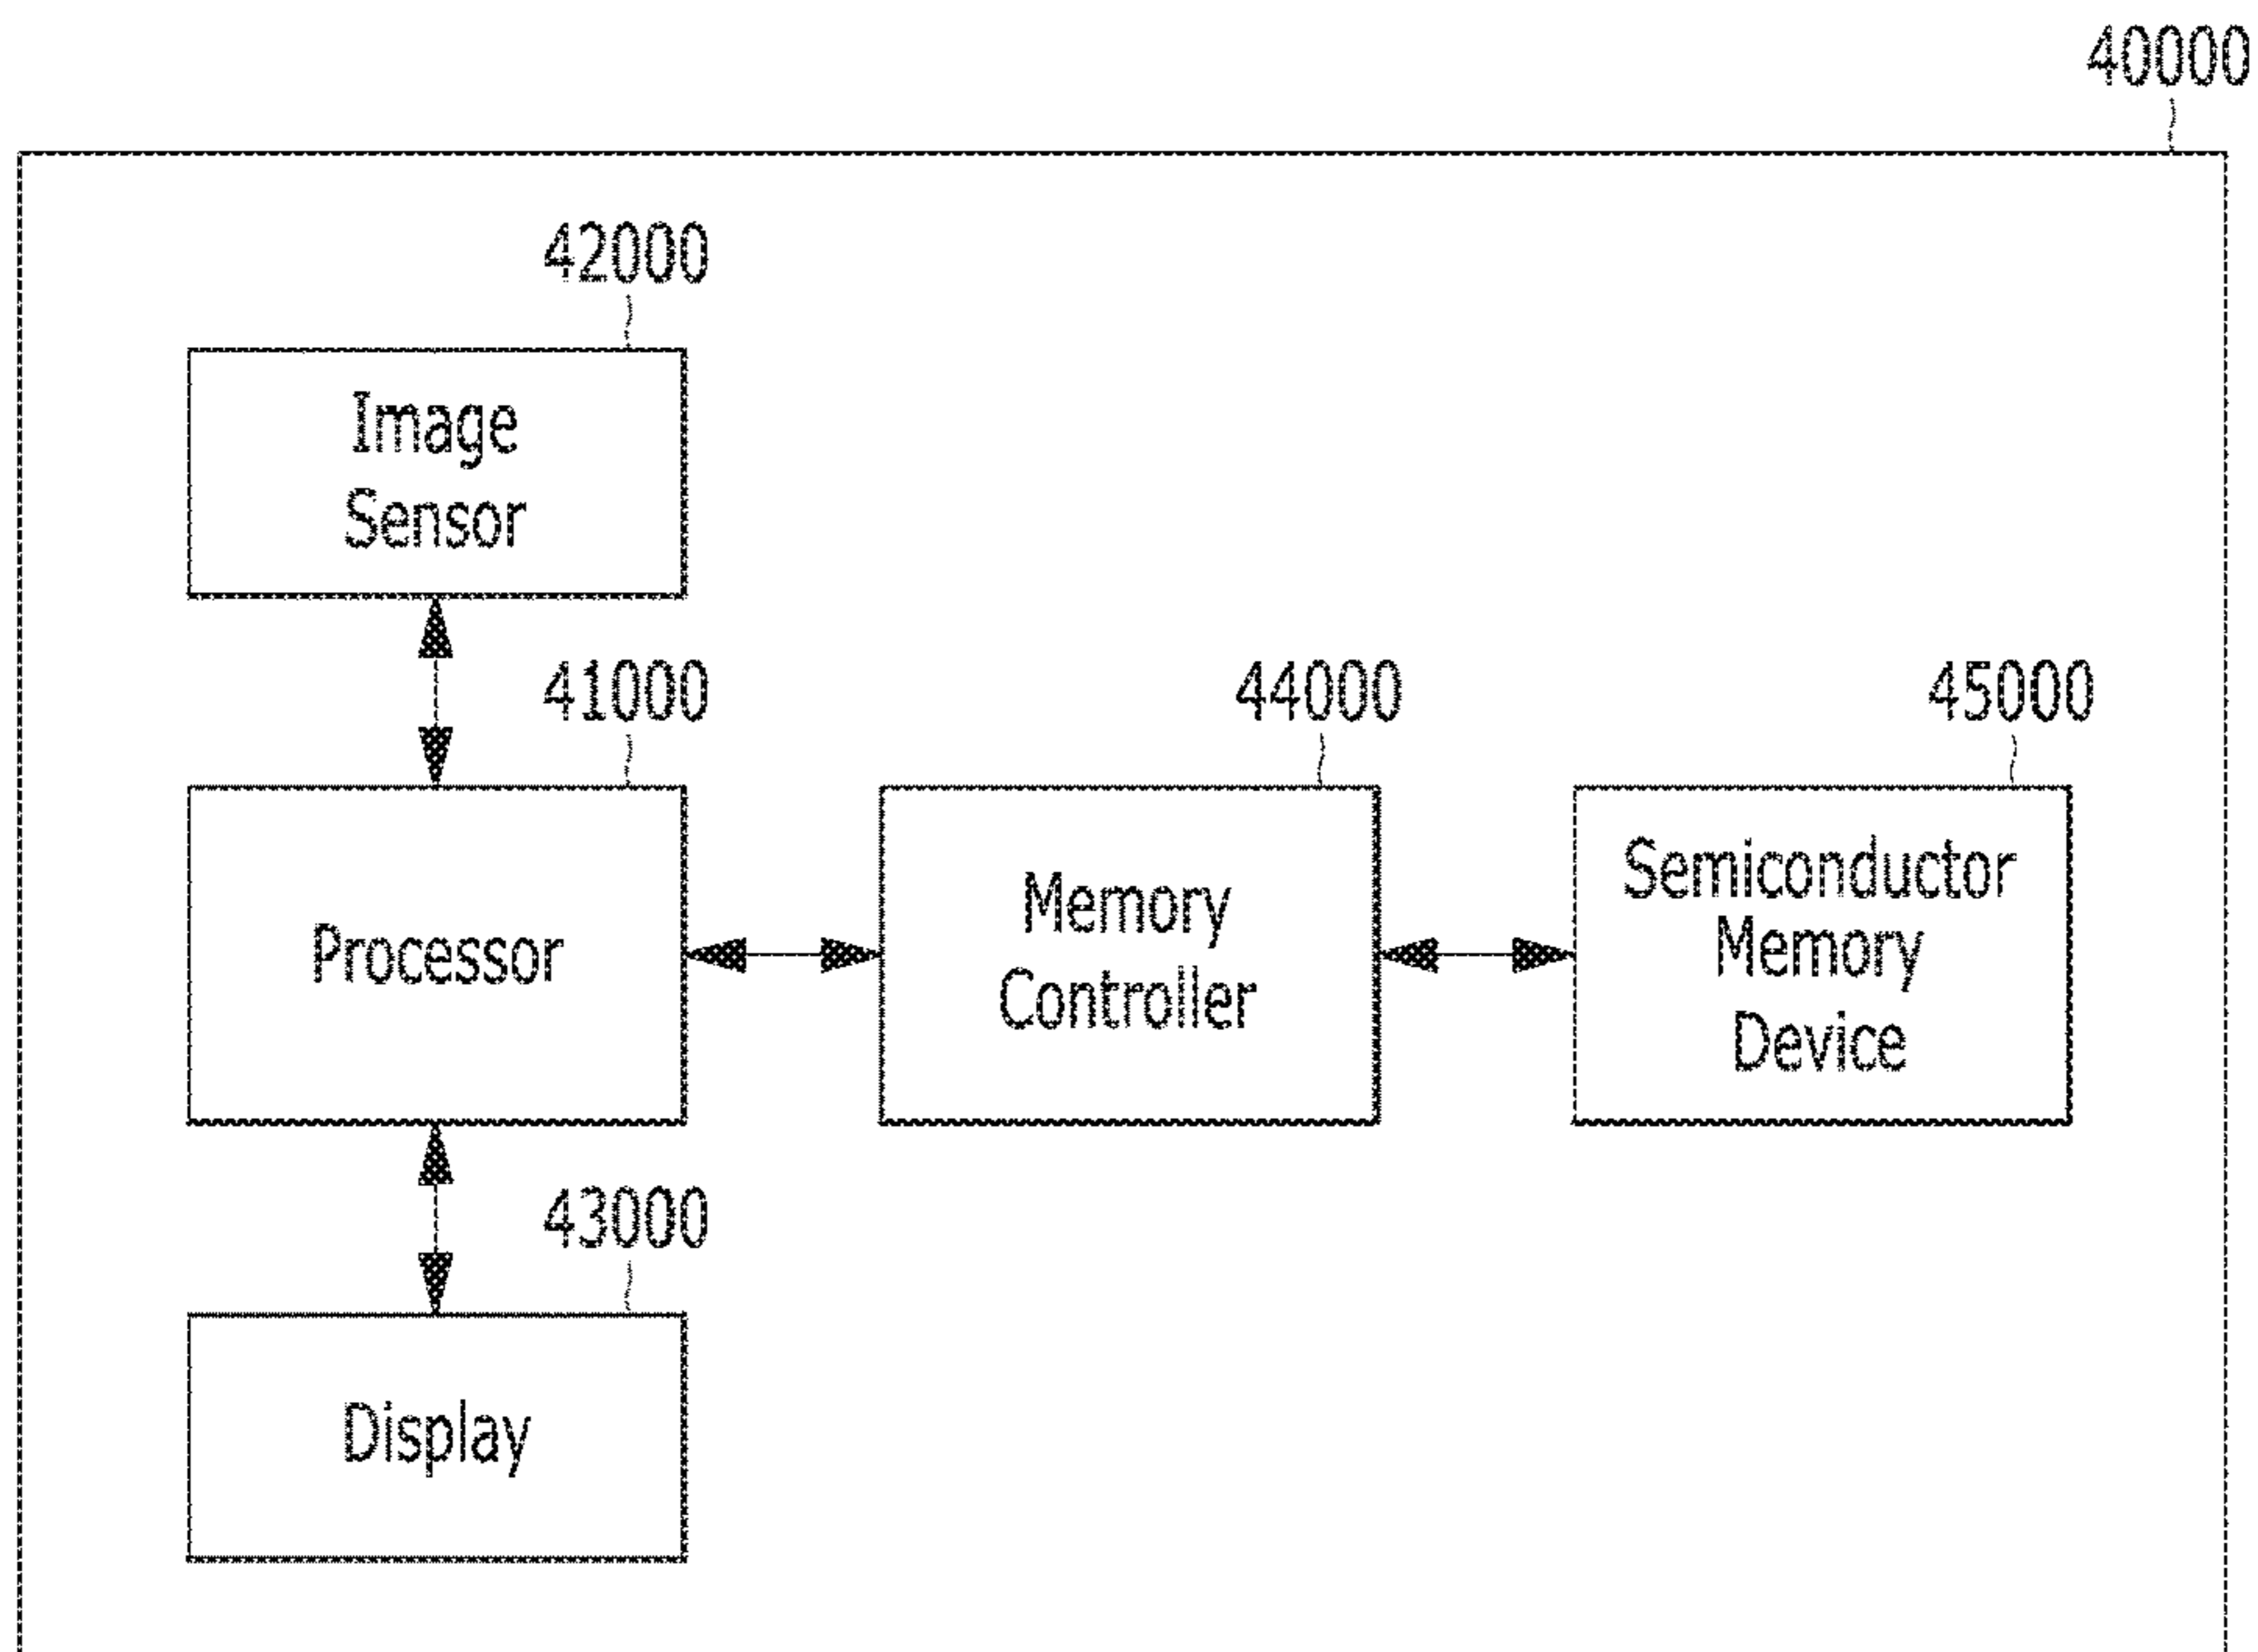 40000
42000
Image
Sensor
41000
Processor
44000
Memory
Controller
45000
Semiconductor
Memory
Device
43000
Display